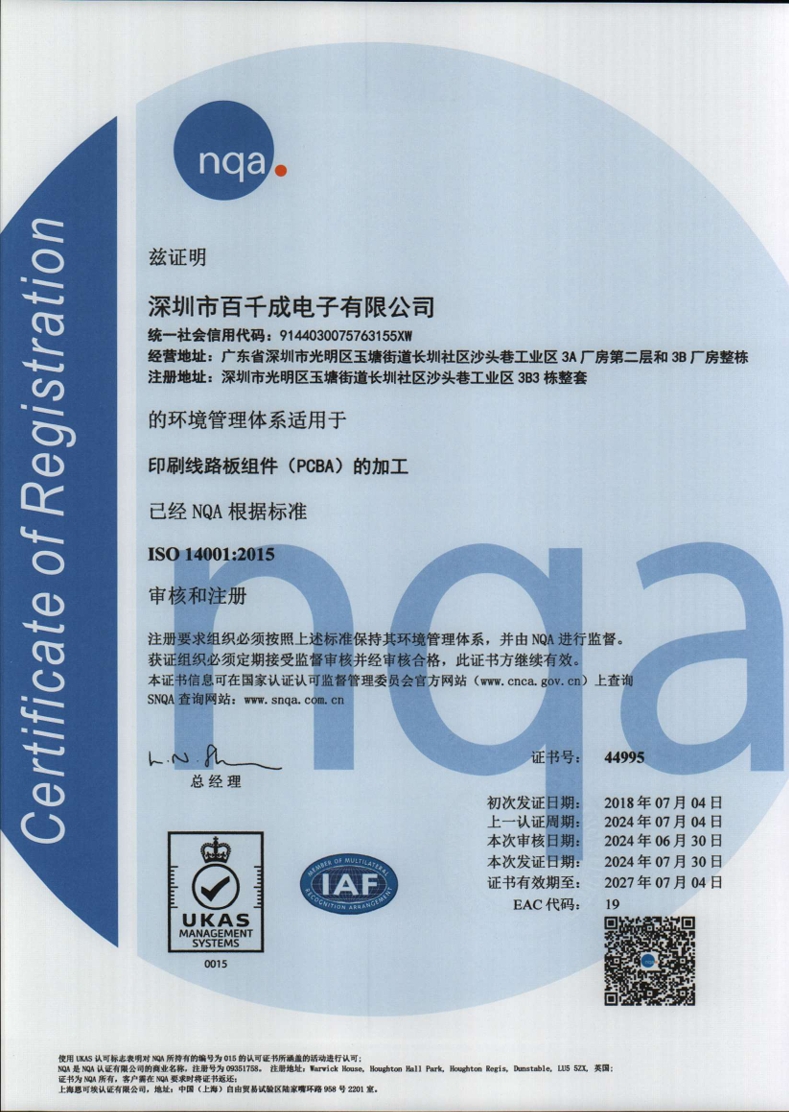 nqa.
Certificate of Registration
兹证明
深圳市百千成电子有限公司
统一社会信用代码：9144030075763155XW
经营地址：广东省深圳市光明区玉塘街道长圳社区沙头巷工业区 3A 厂房第二层和 3B 厂房整栋
注册地址：深圳市光明区玉塘街道长圳社区沙头巷工业区 3B3 栋整套
的环境管理体系适用于
印刷线路板组件（PCBA）的加工
已经 NQA 根据标准
ISO 14001:2015
审核和注册
注册要求组织必须按照上述标准保持其环境管理体系，并由 NQA 进行监督。
获证组织必须定期接受监督审核并经审核合格，此证书方继续有效。
本证书信息可在国家认证认可监督管理委员会官方网站（www.cnca.gov.cn）上查询
SNQA 查询网站：www.snqa.com.cn
nqa
总经理
证书号： 44995
初次发证日期： 2018 年 07 月 04 日
上一认证周期： 2024 年 07 月 04 日
本次审核日期： 2024 年 06 月 30 日
本次发证日期： 2024 年 07 月 30 日
证书有效期至： 2027 年 07 月 04 日
EAC 代码： 19
UKAS
MANAGEMENT
SYSTEMS
0015
MEMBER OF MULTILATERAL
IAF
RECOGNITION ARRANGEMENT
使用 UKAS 认可标志表明对 NQA 所持有的编号为 015 的认可证书所涵盖的活动进行认可;
NQA 是 NQA 认证有限公司的商业名称, 注册号为 09351758. 注册地址: Warwick House, Houghton Hall Park, Houghton Regis, Dunstable, LU5 5ZX, 英国;
证书为 NQA 所有, 客户需在 NQA 要求时将证书返还;
上海恩可埃认证有限公司, 地址: 中国（上海）自由贸易试验区陆家嘴环路 958 号 2201 室.